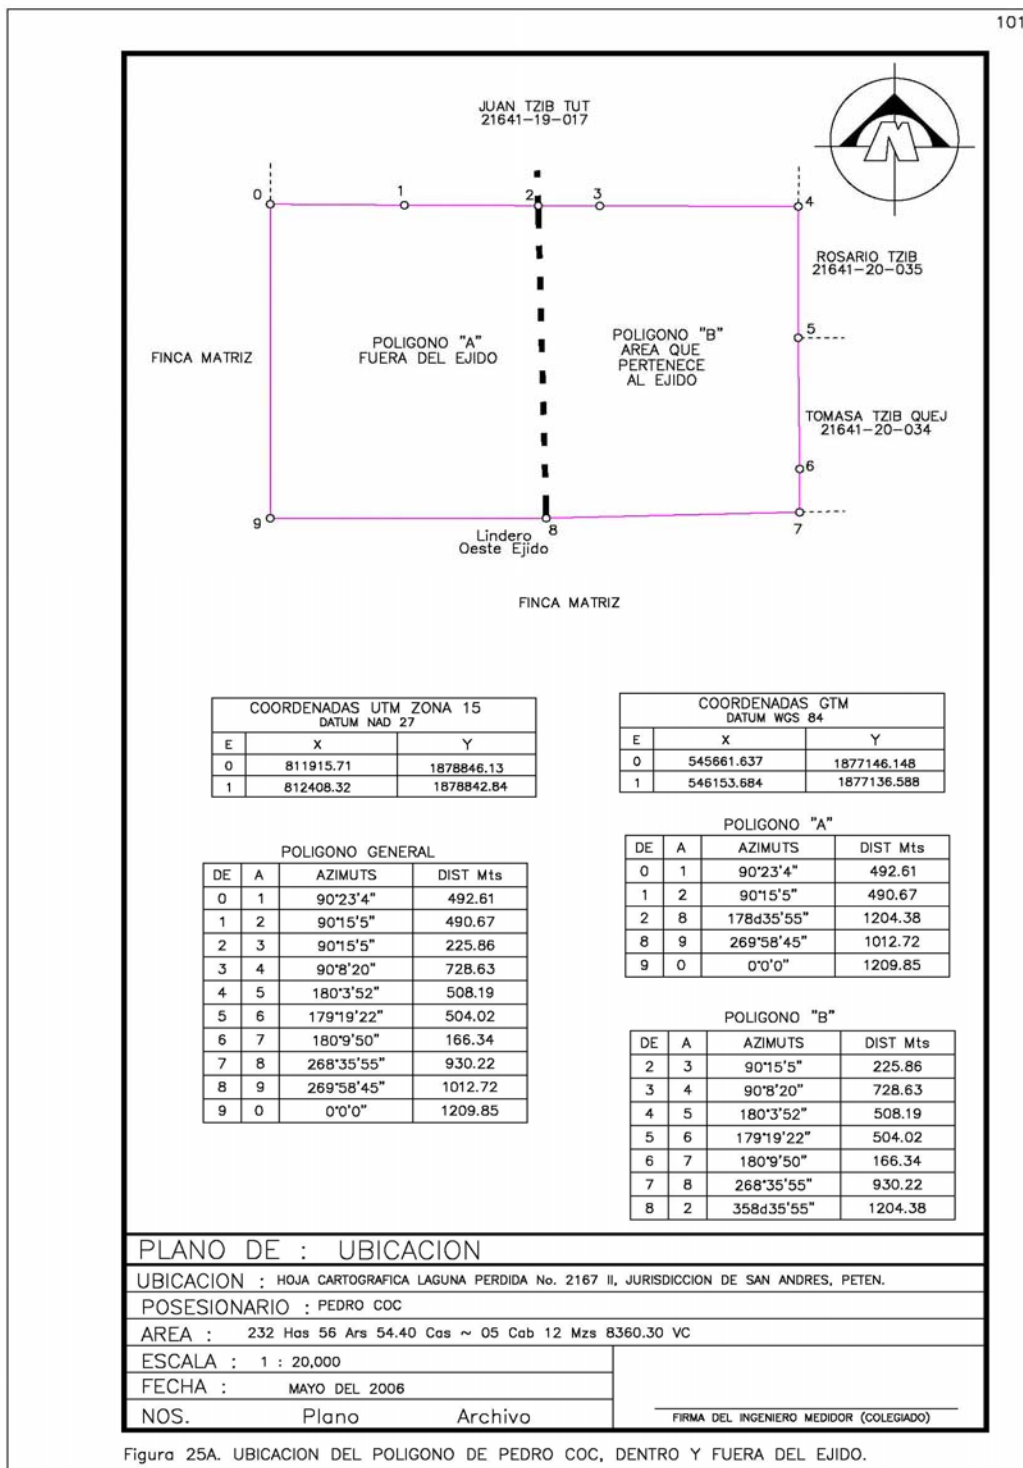 101
JUAN TZIB TUT
21641-19-017
0
1
2
3
4
ROSARIO TZIB
21641-20-035
5
FINCA MATRIZ
POLIGONO "A"
FUERA DEL EJIDO
POLIGONO "B"
AREA QUE
PERTENECE
AL EJIDO
TOMASA TZIB QUEJ
21641-20-034
6
9
8
7
Lindero
Oeste Ejido
FINCA MATRIZ
COORDENADAS UTM ZONA 15
DATUM NAD 27
E X Y
0 811915.71 1878846.13
1 812408.32 1878842.84
COORDENADAS GTM
DATUM WGS 84
E X Y
0 545661.637 1877146.148
1 546153.684 1877136.588
POLIGONO GENERAL
DE A AZIMUTS DIST Mts
0 1 90°23'4" 492.61
1 2 90°15'5" 490.67
2 3 90°15'5" 225.86
3 4 90°8'20" 728.63
4 5 180°3'52" 508.19
5 6 179°19'22" 504.02
6 7 180°9'50" 166.34
7 8 268°35'55" 930.22
8 9 269°58'45" 1012.72
9 0 0°0'0" 1209.85
POLIGONO "A"
DE A AZIMUTS DIST Mts
0 1 90°23'4" 492.61
1 2 90°15'5" 490.67
2 8 178d35'55" 1204.38
8 9 269°58'45" 1012.72
9 0 0°0'0" 1209.85
POLIGONO "B"
DE A AZIMUTS DIST Mts
2 3 90°15'5" 225.86
3 4 90°8'20" 728.63
4 5 180°3'52" 508.19
5 6 179°19'22" 504.02
6 7 180°9'50" 166.34
7 8 268°35'55" 930.22
8 2 358d35'55" 1204.38
PLANO DE : UBICACION
UBICACION : HOJA CARTOGRAFICA LAGUNA PERDIDA No. 2167 II, JURISDICCION DE SAN ANDRES, PETEN.
POSESIONARIO : PEDRO COC
AREA : 232 Has 56 Ars 54.40 Cas ~ 05 Cab 12 Mzs 8360.30 VC
ESCALA : 1 : 20,000
FECHA : MAYO DEL 2006
NOS. Plano Archivo
FIRMA DEL INGENIERO MEDIDOR (COLEGIADO)
Figura 25A. UBICACION DEL POLIGONO DE PEDRO COC, DENTRO Y FUERA DEL EJIDO.